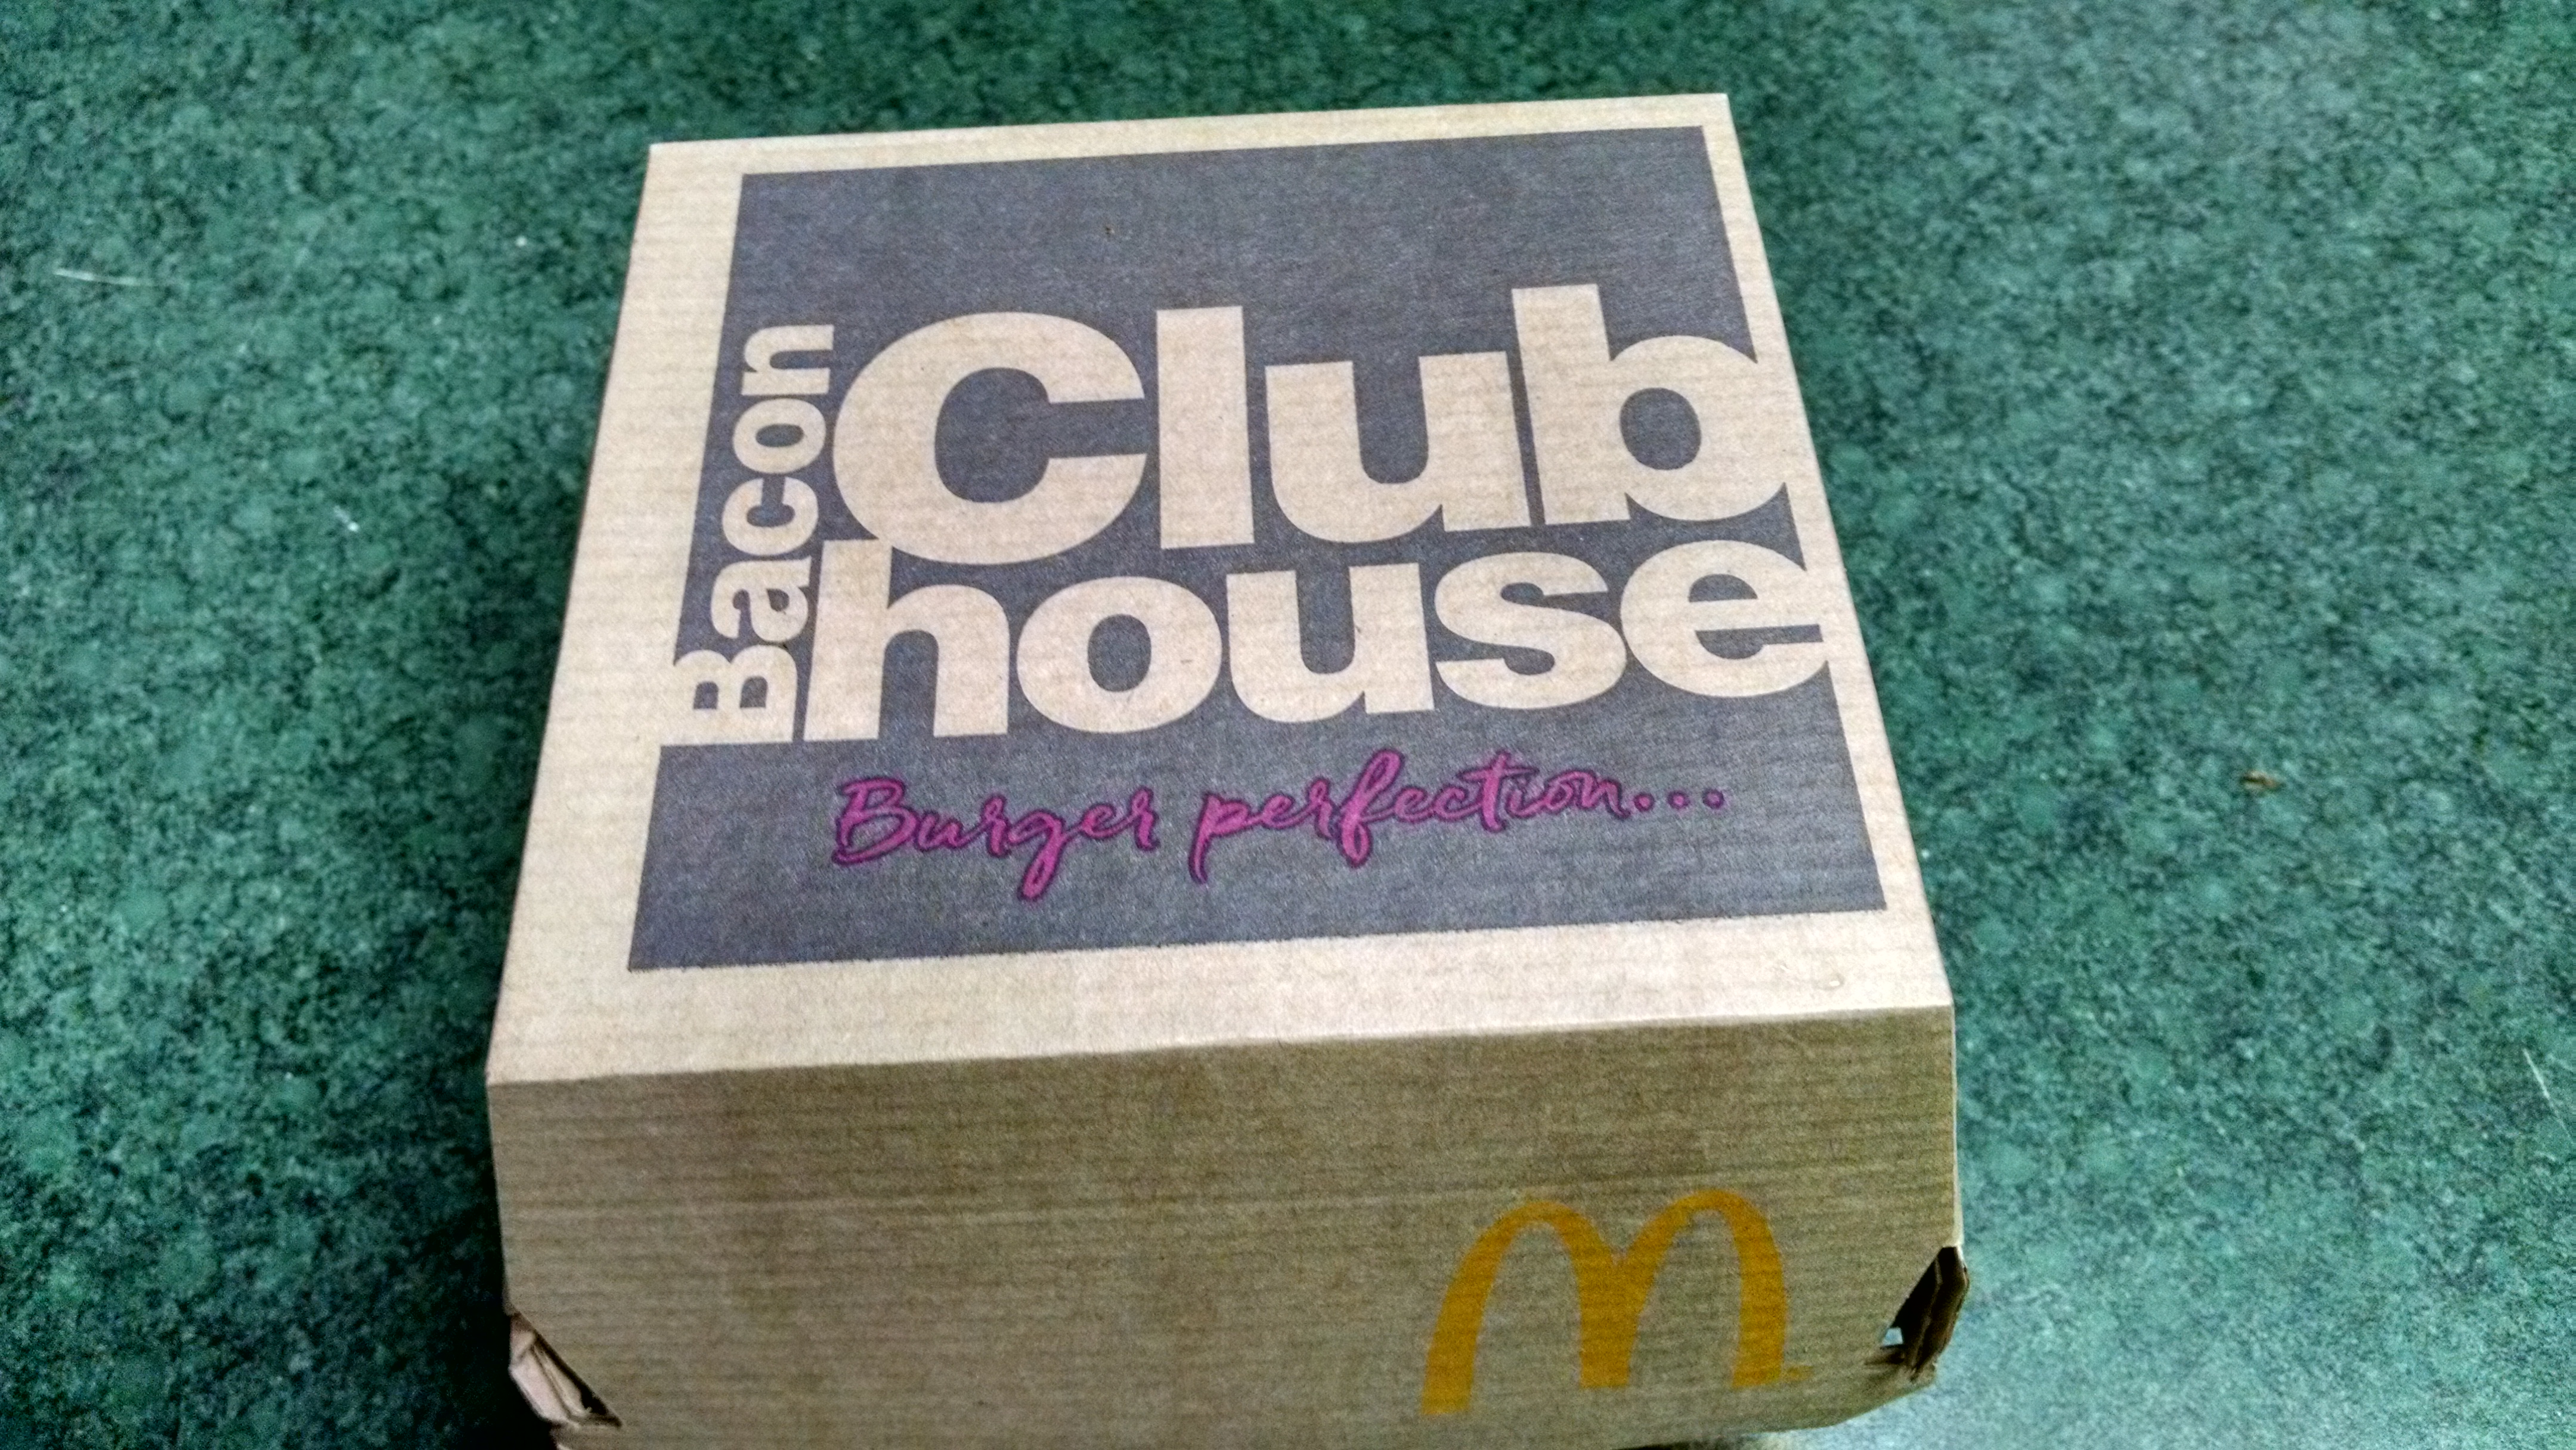 Bacon
Club
house
Burger perfection...
M